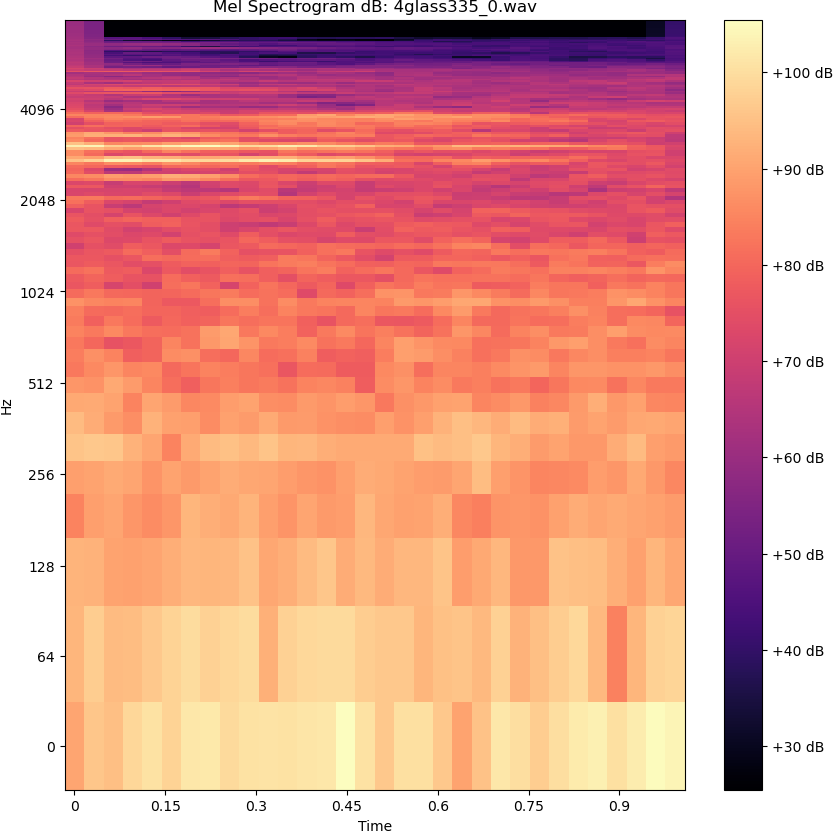 Mel Spectrogram dB: 4glass335_0.wav
4096
2048
1024
512
256
128
64
0
Hz
0 0.15 0.3 0.45 0.6 0.75 0.9
Time
+100 dB
+90 dB
+80 dB
+70 dB
+60 dB
+50 dB
+40 dB
+30 dB